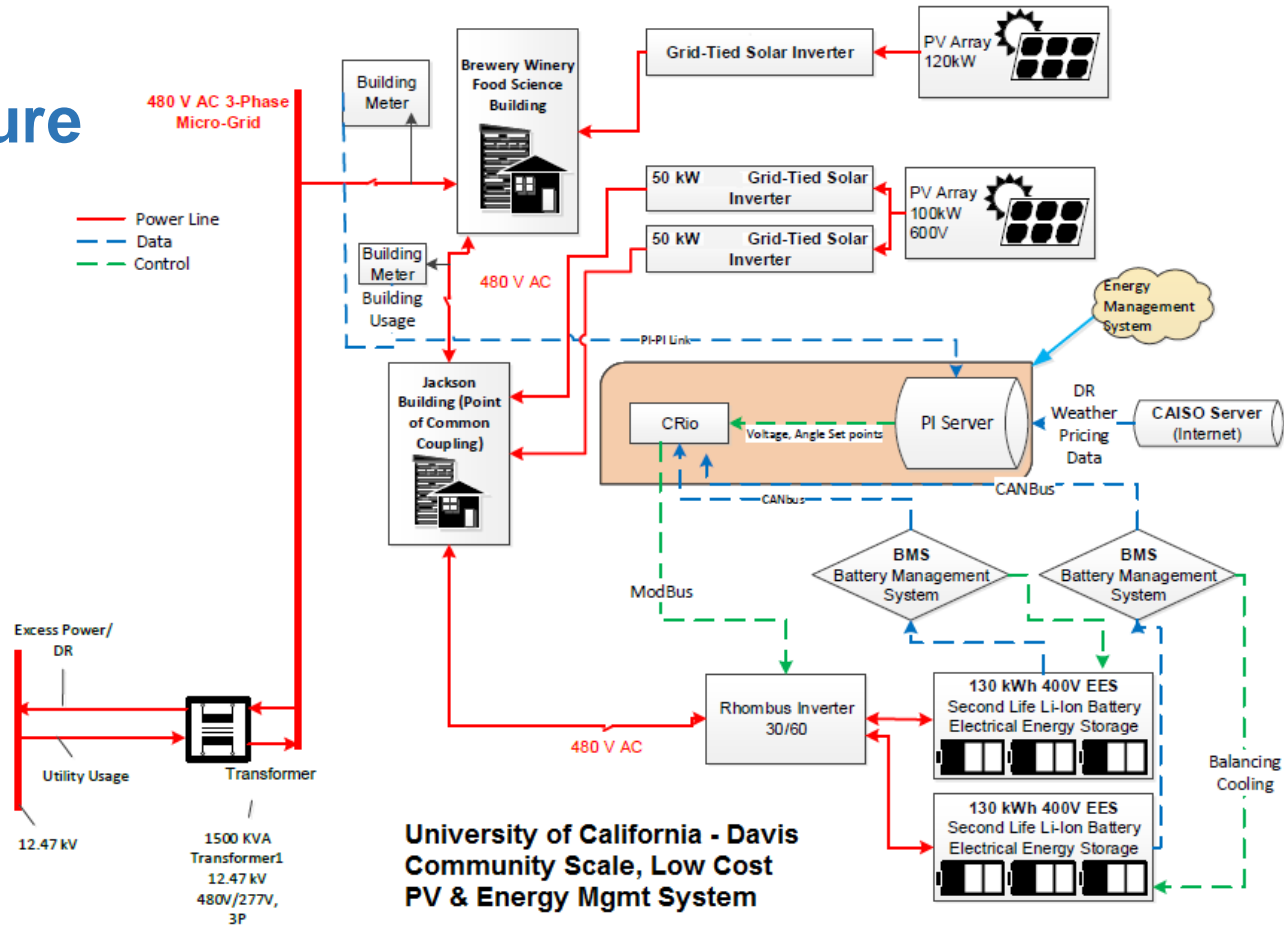 ure
480 V AC 3-Phase
Micro-Grid
Power Line
Data
Control
Building
Meter
Brewery Winery
Food Science
Building
Grid-Tied Solar Inverter
PV Array
120kW
50 kW Grid-Tied Solar
Inverter
50 kW Grid-Tied Solar
Inverter
PV Array
100kW
600V
Building
Meter
Building
Usage
480 V AC
Energy
Management
System
PI-PI Link
Jackson
Building (Point
of Common
Coupling)
CRio
Voltage, Angle Set points
PI Server
DR
Weather
Pricing
Data
CAISO Server
(Internet)
CANBus
CANbus
BMS
Battery Management
System
BMS
Battery Management
System
ModBus
Excess Power/
DR
Utility Usage
Transformer
12.47 kV
1500 KVA
Transformer1
12.47 kV
480V/277V,
3P
480 V AC
Rhombus Inverter
30/60
130 kWh 400V EES
Second Life Li-Ion Battery
Electrical Energy Storage
130 kWh 400V EES
Second Life Li-Ion Battery
Electrical Energy Storage
Balancing
Cooling
University of California - Davis
Community Scale, Low Cost
PV & Energy Mgmt System